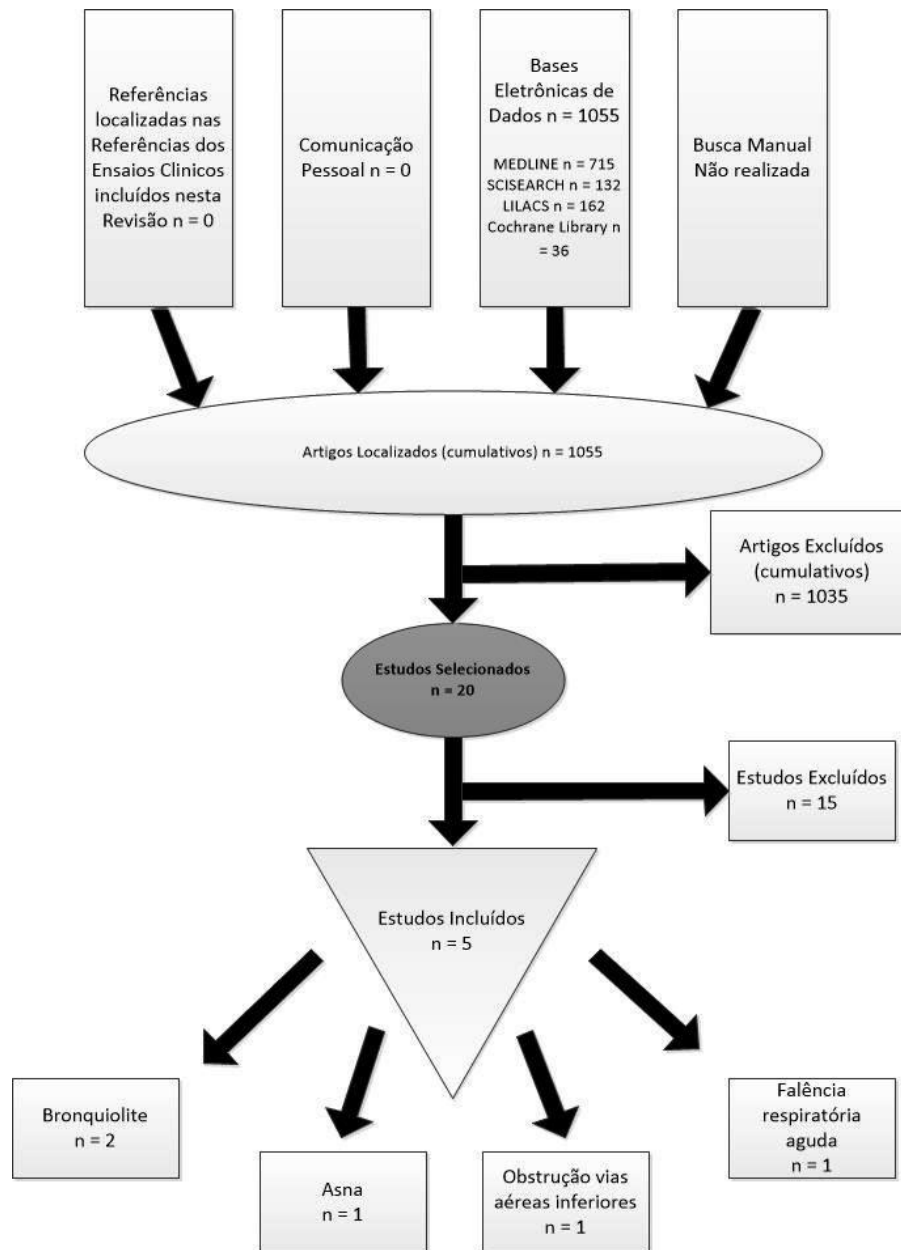 Referências
localizadas nas
Referências dos
Ensaios Clinicos
incluídos nesta
Revisão n = 0
Comunicação
Pessoal n = 0
Bases
Eletrônicas de
Dados n = 1055
MEDLINE n = 715
SCISEARCH n = 132
LILACS n = 162
Cochrane Library n
= 36
Busca Manual
Não realizada
Artigos Localizados (cumulativos) n = 1055
Artigos Excluídos
(cumulativos)
n = 1035
Estudos Selecionados
n = 20
Estudos Excluídos
n = 15
Estudos Incluídos
n = 5
Bronquiolite
n = 2
Asna
n = 1
Obstrução vias
aéreas inferiores
n = 1
Falência
respiratória
aguda
n = 1